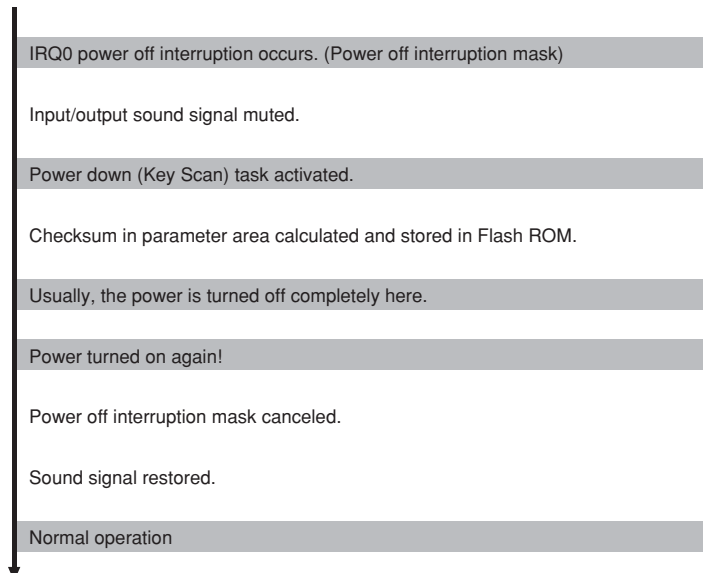 IRQ0 power off interruption occurs. (Power off interruption mask)
Input/output sound signal muted.
Power down (Key Scan) task activated.
Checksum in parameter area calculated and stored in Flash ROM.
Usually, the power is turned off completely here.
Power turned on again!
Power off interruption mask canceled.
Sound signal restored.
Normal operation